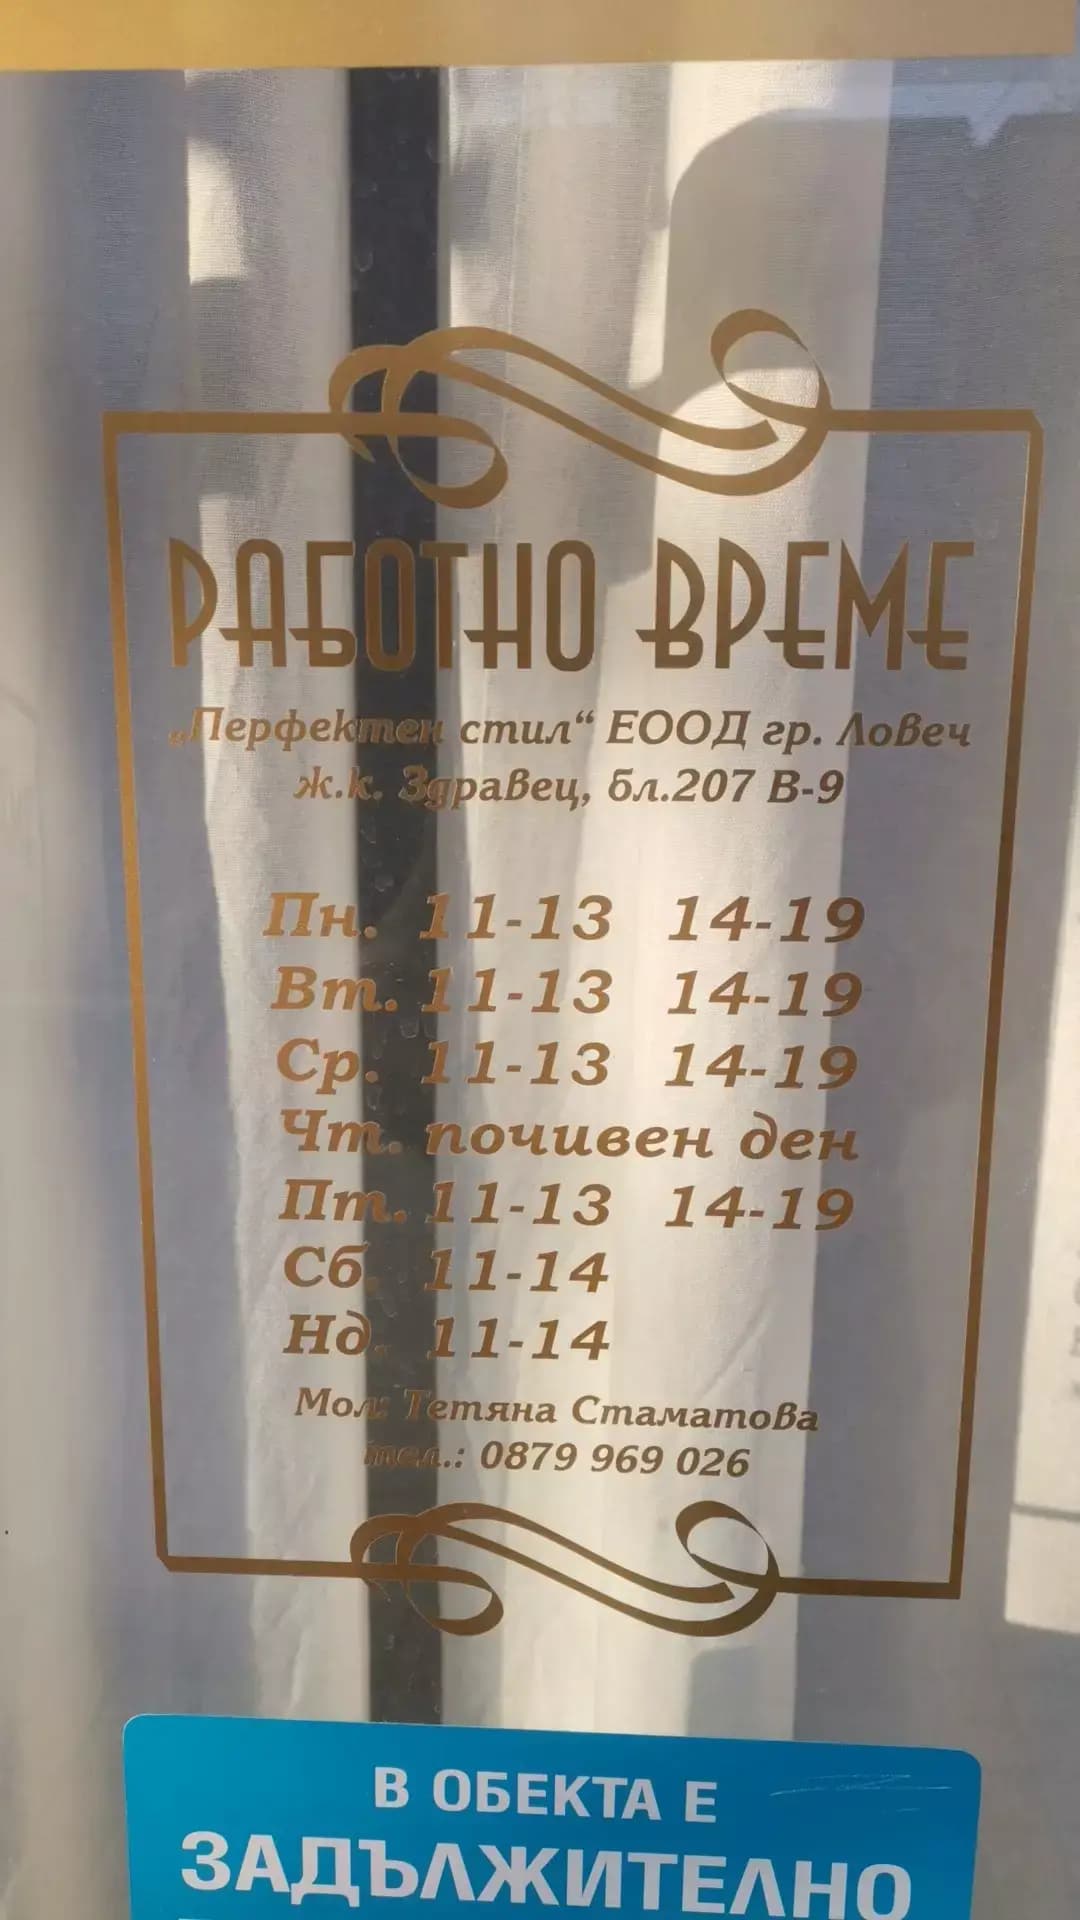 РАБОТНО ВРЕМЕ
„Перфектен стил“ ЕООД гр. Ловеч
ж.к. Здравец, бл.207 В-9
Пн. 11-13 14-19
Вт. 11-13 14-19
Ср. 11-13 14-19
Чт. почивен ден
Пт. 11-13 14-19
Сб. 11-14
Нд. 11-14
Мол: Тетяна Стаматова
тел.: 0879 969 026
В ОБЕКТА Е
ЗАДЪЛЖИТЕЛНО